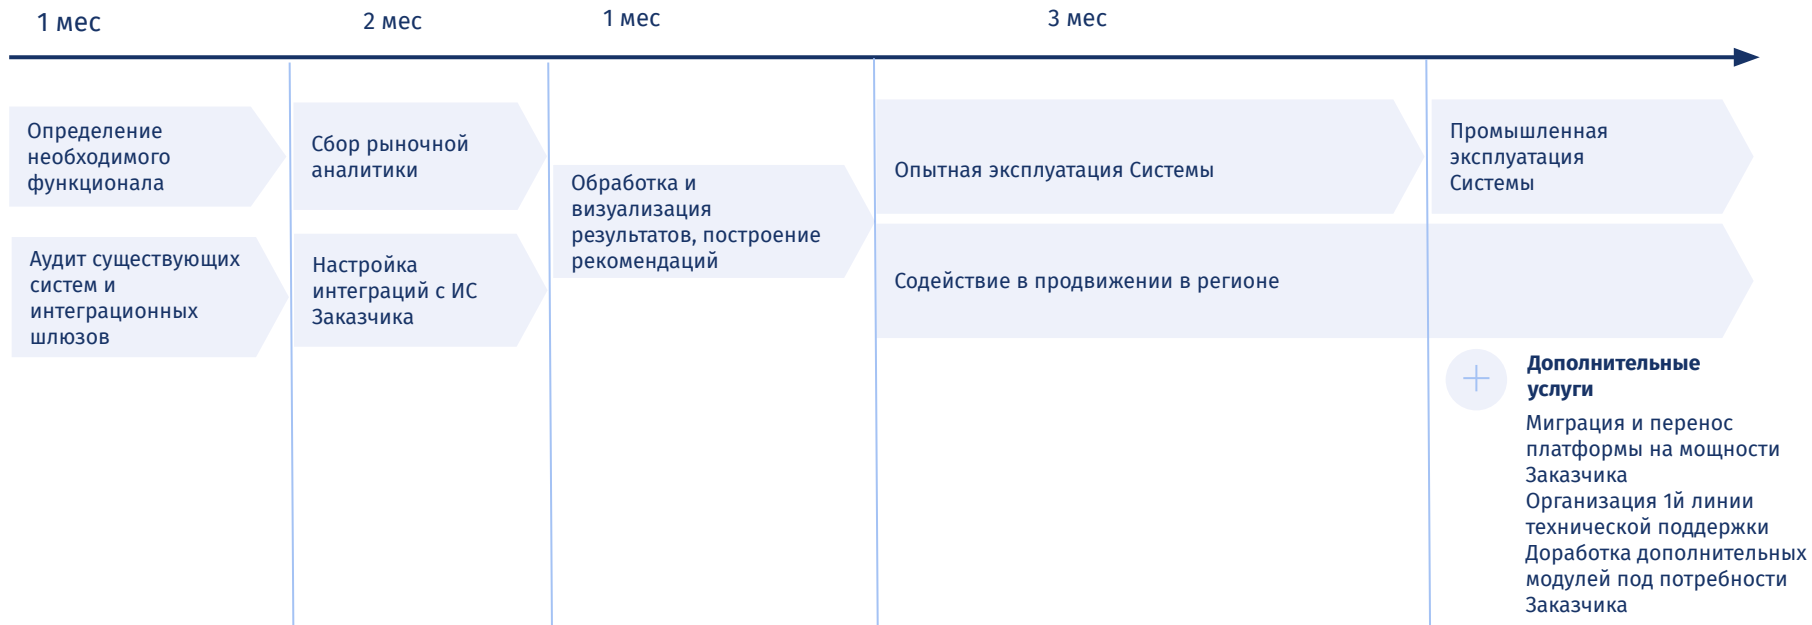 1 мес
2 мес
1 мес
3 мес
Определение
необходимого
функционала
Аудит существующих
систем и
интеграционных
шлюзов
Сбор рыночной
аналитики
Настройка
интеграций с ИС
Заказчика
Обработка и
визуализация
результатов, построение
рекомендаций
Опытная эксплуатация Системы
Содействие в продвижении в регионе
Промышленная
эксплуатация
Системы
Дополнительные
услуги
Миграция и перенос
платформы на мощности
Заказчика
Организация 1й линии
технической поддержки
Доработка дополнительных
модулей под потребности
Заказчика